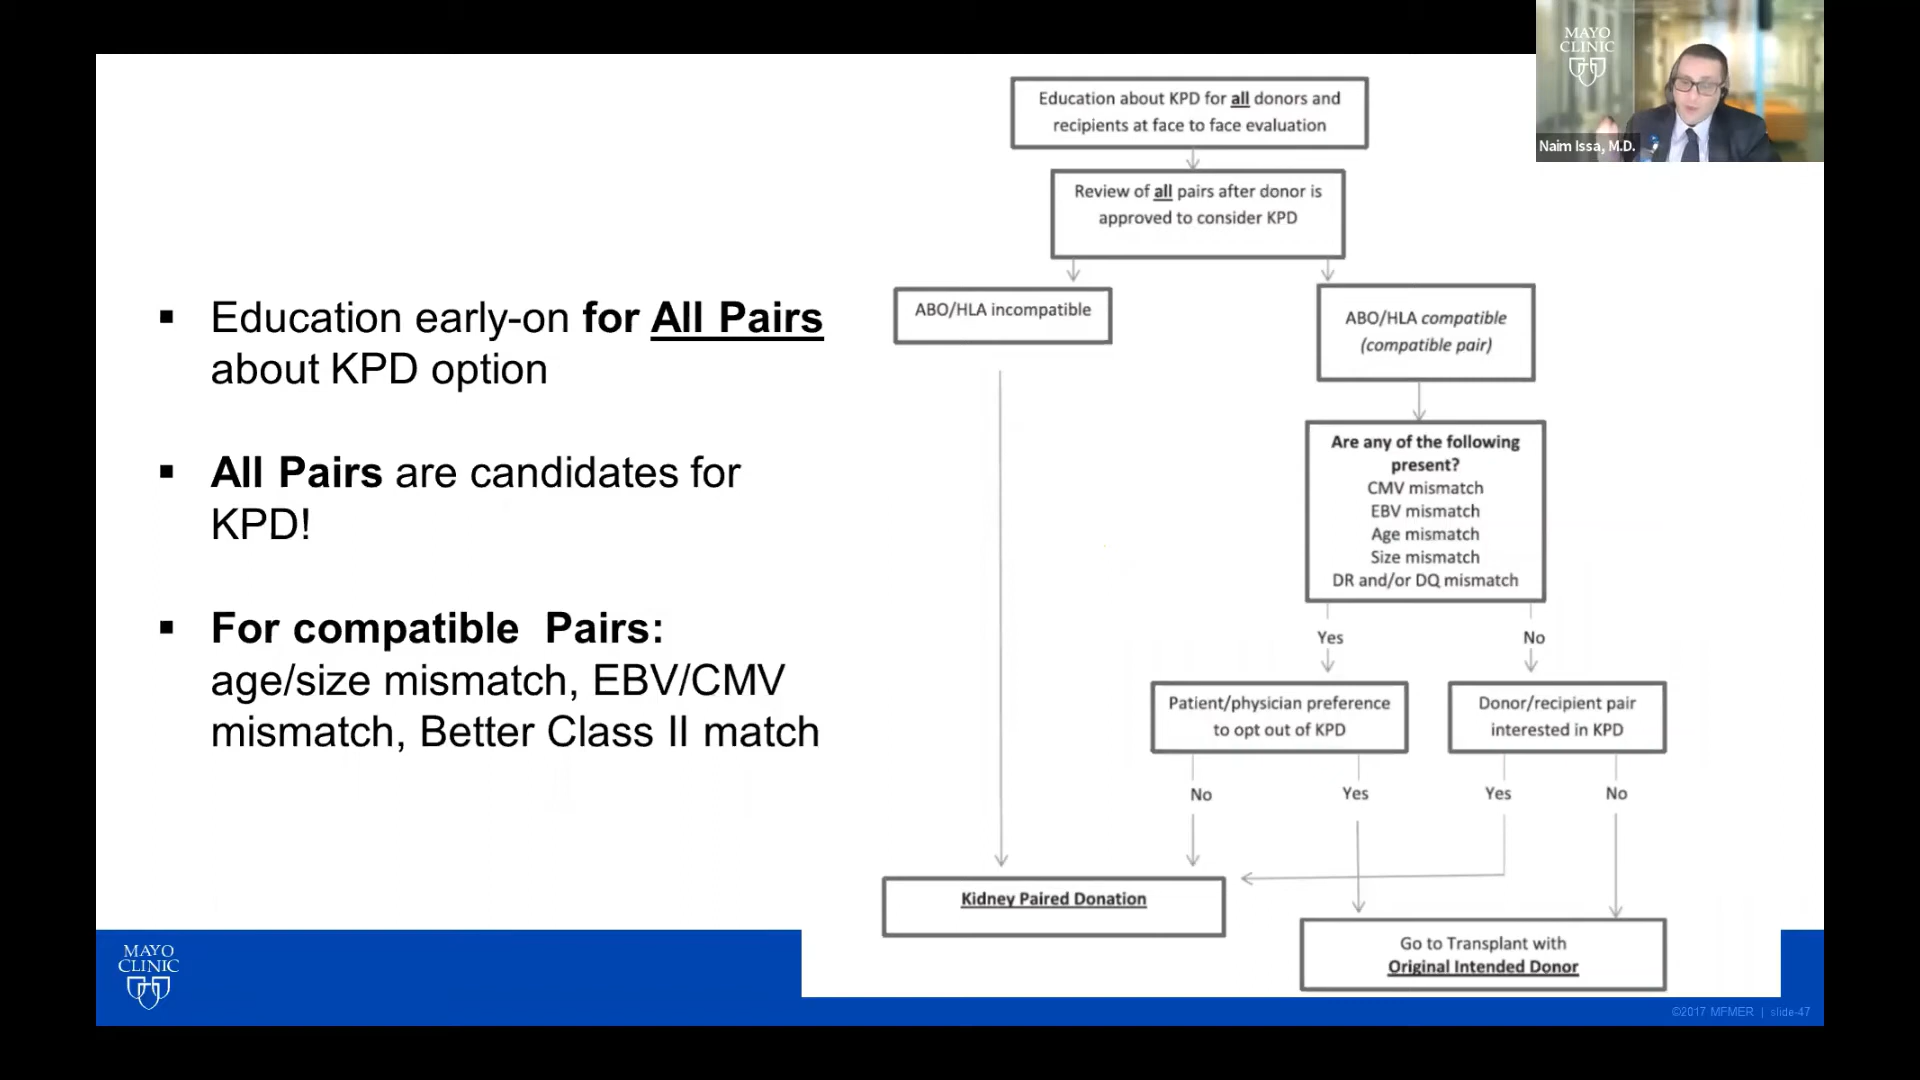 MAYO
CLINIC
Naim Issa, M.D.
▪ Education early-on for All Pairs
about KPD option
▪ All Pairs are candidates for
KPD!
▪ For compatible Pairs:
age/size mismatch, EBV/CMV
mismatch, Better Class II match
Education about KPD for all donors and
recipients at face to face evaluation
Review of all pairs after donor is
approved to consider KPD
ABO/HLA incompatible
ABO/HLA compatible
(compatible pair)
Are any of the following
present?
CMV mismatch
EBV mismatch
Age mismatch
Size mismatch
DR and/or DQ mismatch
Yes
No
Patient/physician preference
to opt out of KPD
Donor/recipient pair
interested in KPD
No
Yes
Yes
No
Kidney Paired Donation
Go to Transplant with
Original Intended Donor
MAYO
CLINIC
©2017 MFMER | slide-47